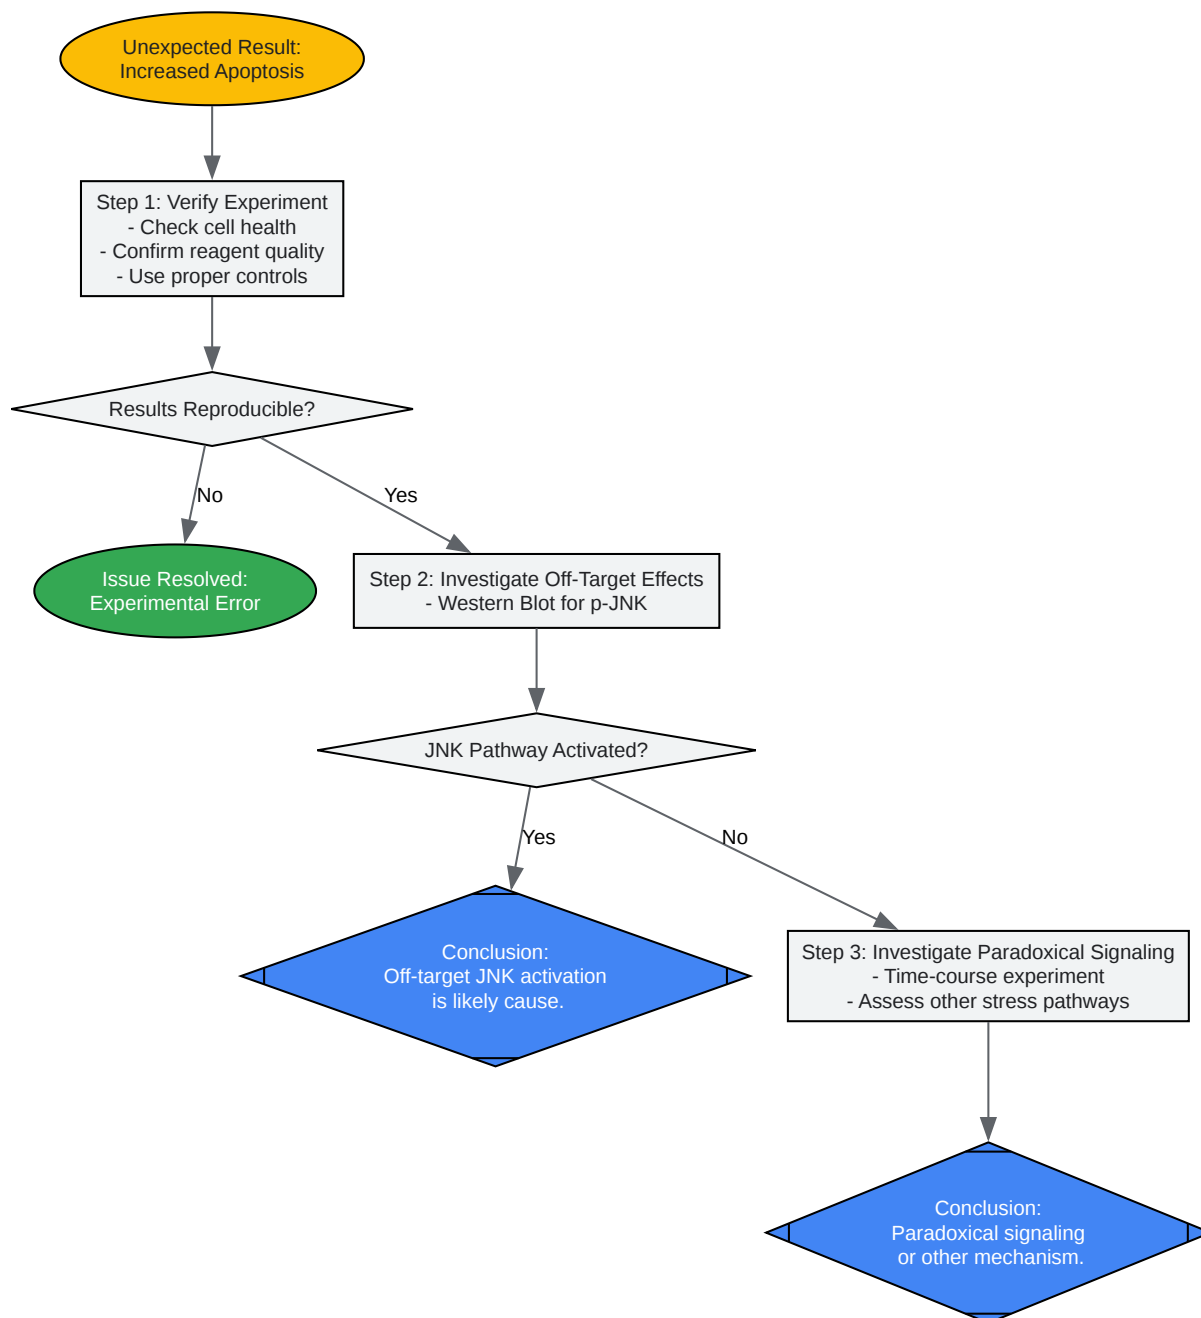 Unexpected Result:
Increased Apoptosis
Step 1: Verify Experiment
- Check cell health
- Confirm reagent quality
- Use proper controls
Results Reproducible?
No
Yes
Issue Resolved:
Experimental Error
Step 2: Investigate Off-Target Effects
- Western Blot for p-JNK
JNK Pathway Activated?
Yes
No
Conclusion:
Off-target JNK activation
is likely cause.
Step 3: Investigate Paradoxical Signaling
- Time-course experiment
- Assess other stress pathways
Conclusion:
Paradoxical signaling
or other mechanism.